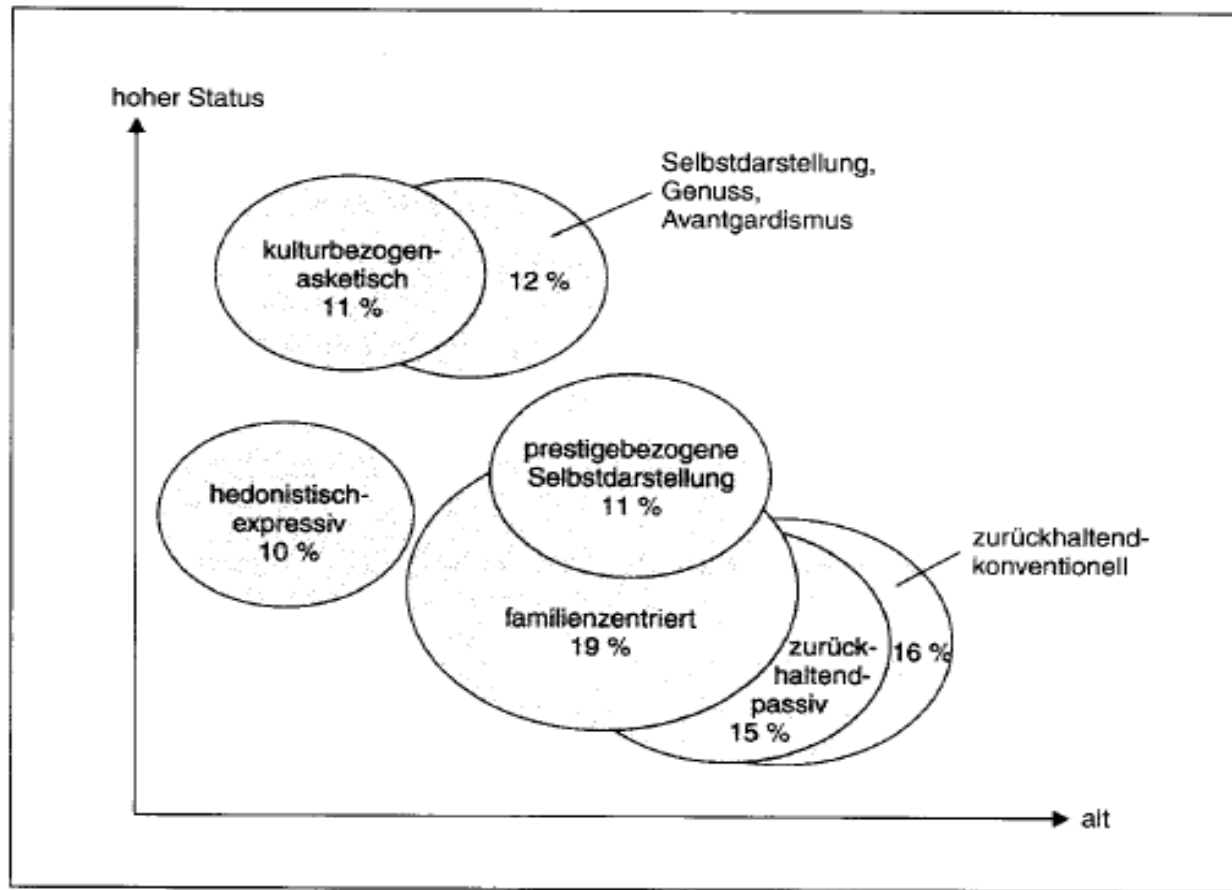 hoher Status
Selbstdarstellung,
Genuss,
Avantgardismus
kulturbezogen-
asketisch
11 %
12 %
prestigebezogene
Selbstdarstellung
11 %
hedonistisch-
expressiv
10 %
zurückhaltend-
konventionell
familienzentriert
19 %
zurück-
haltend-
passiv
15 %
16 %
alt